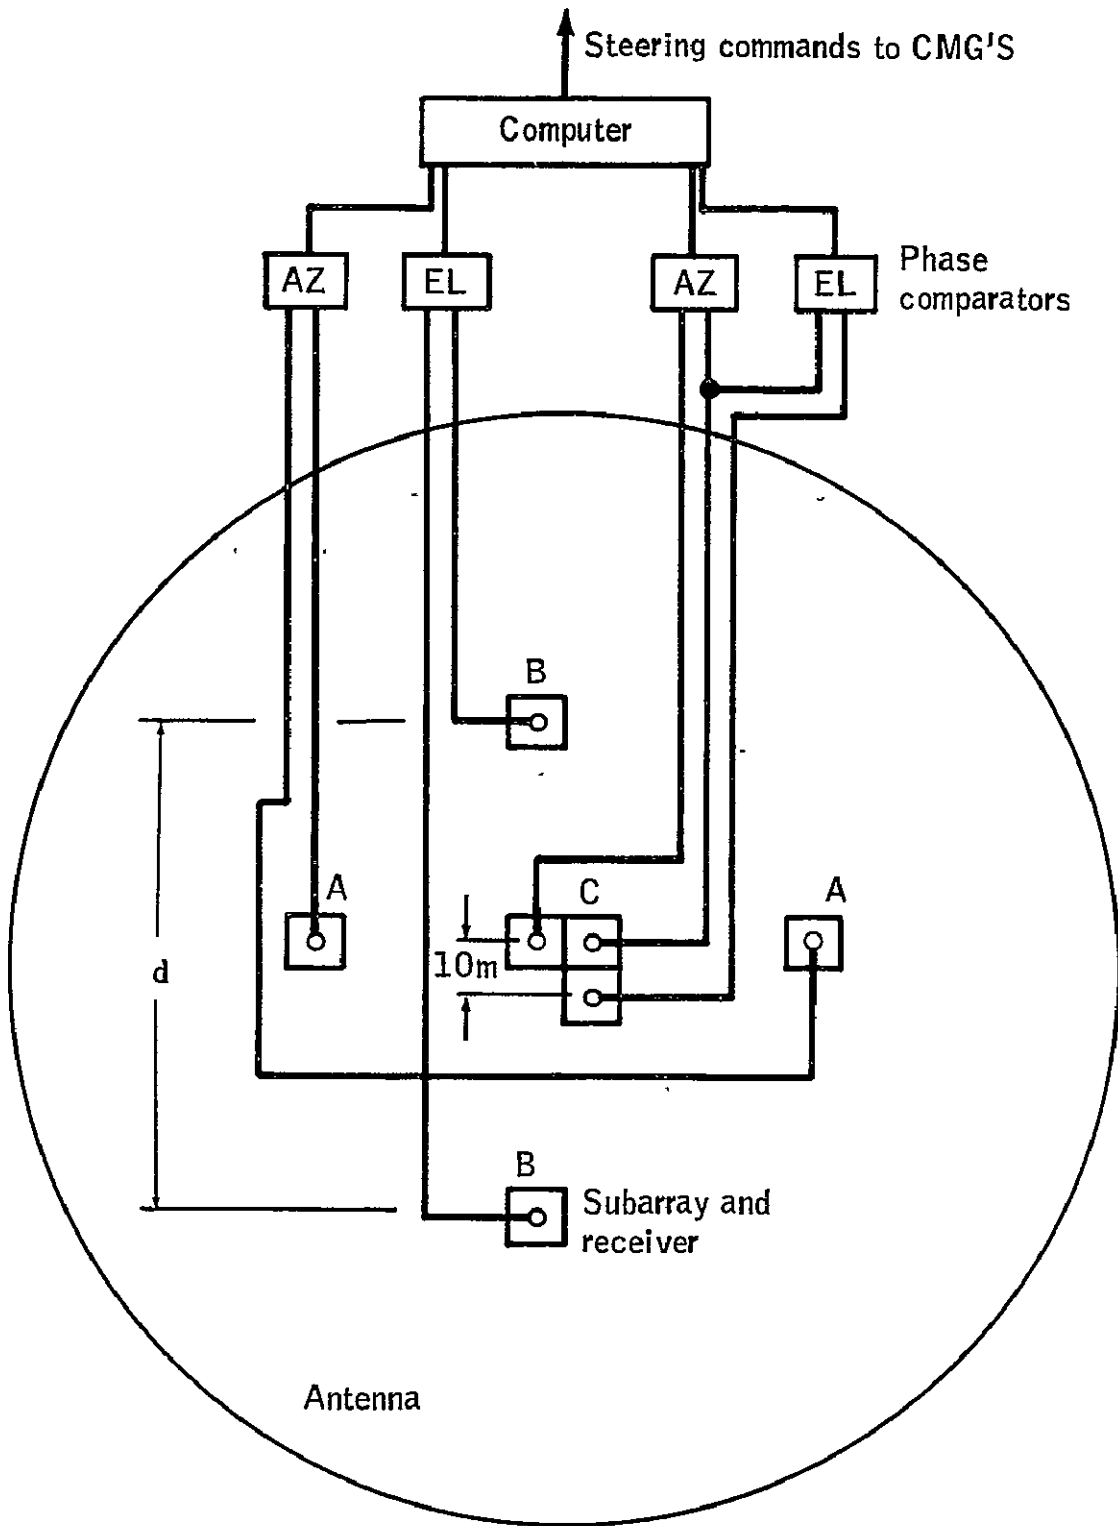 Steering commands to CMG'S
Computer
AZ
EL
AZ
EL
Phase
comparators
B
A
C
A
10m
d
B
Subarray and
receiver
Antenna